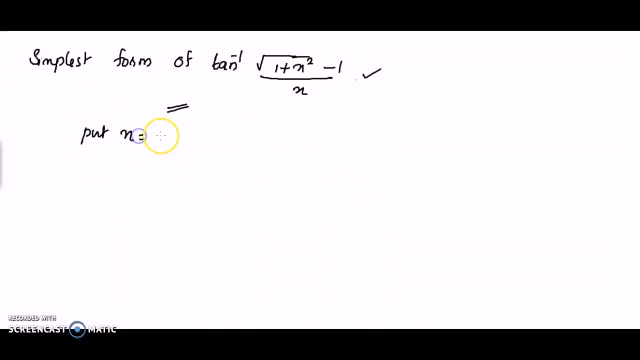 Simplest form of tan⁻¹ (√(1+x²) - 1)/x ✓
put x =
RECORDED WITH
SCREENCAST MATIC